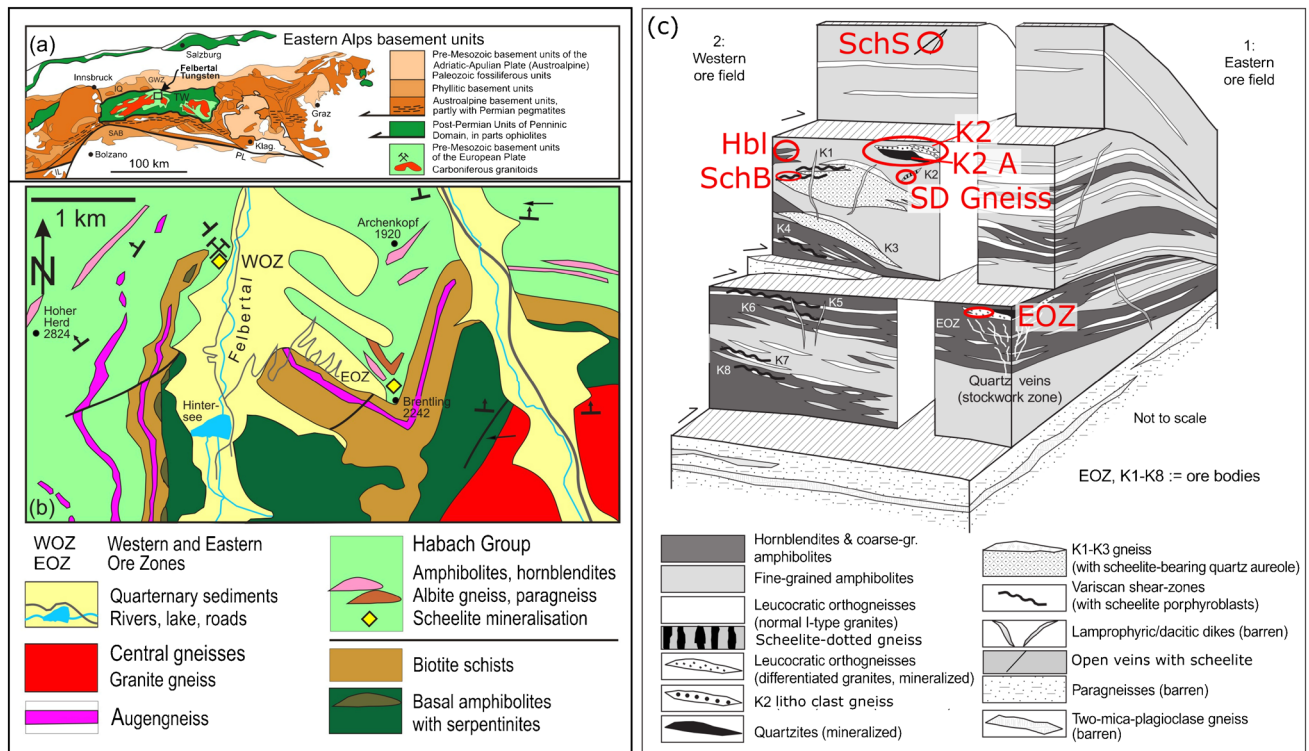 (a)
Eastern Alps basement units
Salzburg
Felbertal
Tungsten
Innsbruck
GWZ
IQ
TW
Graz
SAB
Klag.
Bolzano
PL
IL
100 km
Pre-Mesozoic basement units of the
Adriatic-Apulian Plate (Austroalpine)
Paleozoic fossiliferous units
Phyllitic basement units
Austroalpine basement units,
partly with Permian pegmatites
Post-Permian Units of Penninic
Domain, in parts ophiolites
Pre-Mesozoic basement units
of the European Plate
Carboniferous granitoids
1 km
N
Archenkopf
1920
WOZ
Felbertal
Hoher
Herd
2824
EOZ
Brentling
2242
Hinter-
see
(b)
WOZ
EOZ
Western and Eastern
Ore Zones
Quarternary sediments
Rivers, lake, roads
Central gneisses
Granite gneiss
Augengneiss
Habach Group
Amphibolites, hornblendites
Albite gneiss, paragneiss
Scheelite mineralisation
Biotite schists
Basal amphibolites
with serpentinites
(c)
2:
Western
ore field
1:
Eastern
ore field
SchS
Hbl
SchB
K2
K2 A
SD Gneiss
EOZ
K1
K2
K3
K4
K5
K6
K7
K8
EOZ
Quartz veins
(stockwork zone)
Not to scale
EOZ, K1-K8 := ore bodies
Hornblendites & coarse-gr.
amphibolites
Fine-grained amphibolites
Leucocratic orthogneisses
(normal I-type granites)
Scheelite-dotted gneiss
Leucocratic orthogneisses
(differentiated granites, mineralized)
K2 litho clast gneiss
Quartzites (mineralized)
K1-K3 gneiss
(with scheelite-bearing quartz aureole)
Variscan shear-zones
(with scheelite porphyroblasts)
Lamprophyric/dacitic dikes (barren)
Open veins with scheelite
Paragneisses (barren)
Two-mica-plagioclase gneiss
(barren)